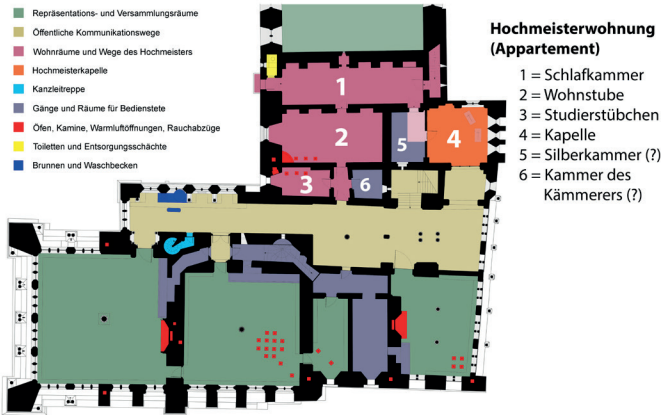 Repräsentations- und Versammlungsräume
Öffentliche Kommunikationswege
Wohnräume und Wege des Hochmeisters
Hochmeisterkapelle
Kanzleitreppe
Gänge und Räume für Bedienstete
Öfen, Kamine, Warmluftöffnungen, Rauchabzüge
Toiletten und Entsorgungsschächte
Brunnen und Waschbecken
1
2
3
4
5
6
Hochmeisterwohnung
(Appartement)
1 = Schlafkammer
2 = Wohnstube
3 = Studierstübchen
4 = Kapelle
5 = Silberkammer (?)
6 = Kammer des
Kämmerers (?)